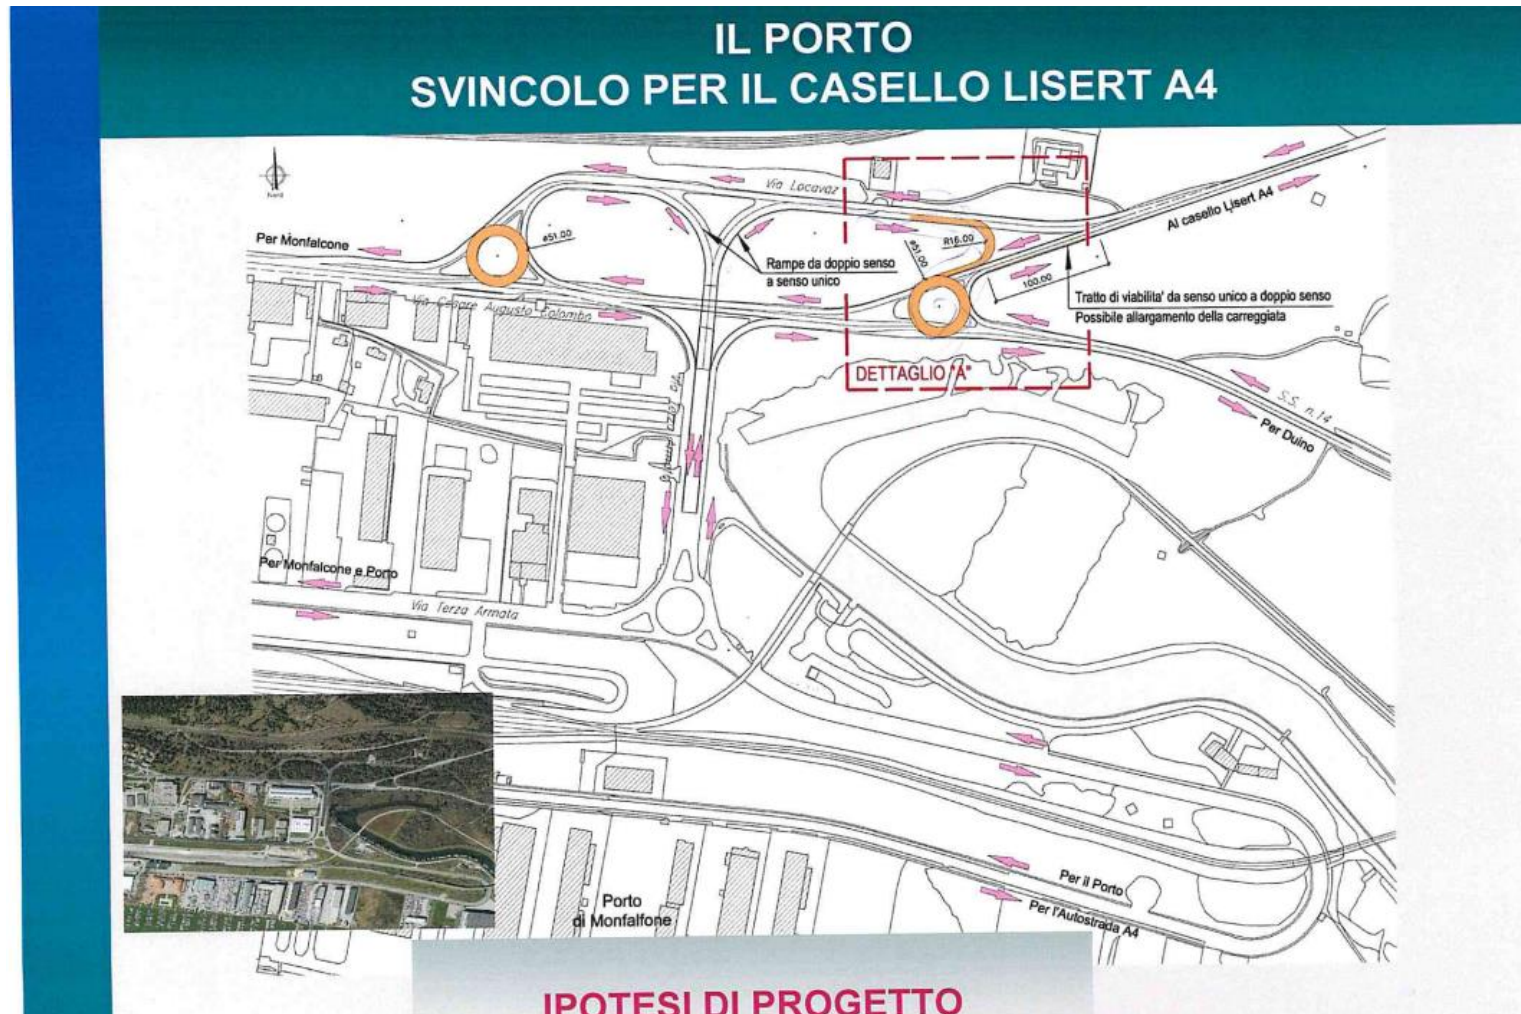 IL PORTO
SVINCOLO PER IL CASELLO LISERT A4
Nord
Via Locavaz
Al casello Lisert A4
Per Monfalcone
ø51.00
Rampe da doppio senso
a senso unico
ø51.00
R16.00
100.00
Tratto di viabilita' da senso unico a doppio senso
Possibile allargamento della carreggiata
Via Cesare Augusto Colombo
DETTAGLIO "A"
S.S. n.14
Per Duino
Per Monfalcone e Porto
Via Terza Armata
Per il Porto
Per l'Autostrada A4
Porto
di Monfalfone
IPOTESI DI PROGETTO